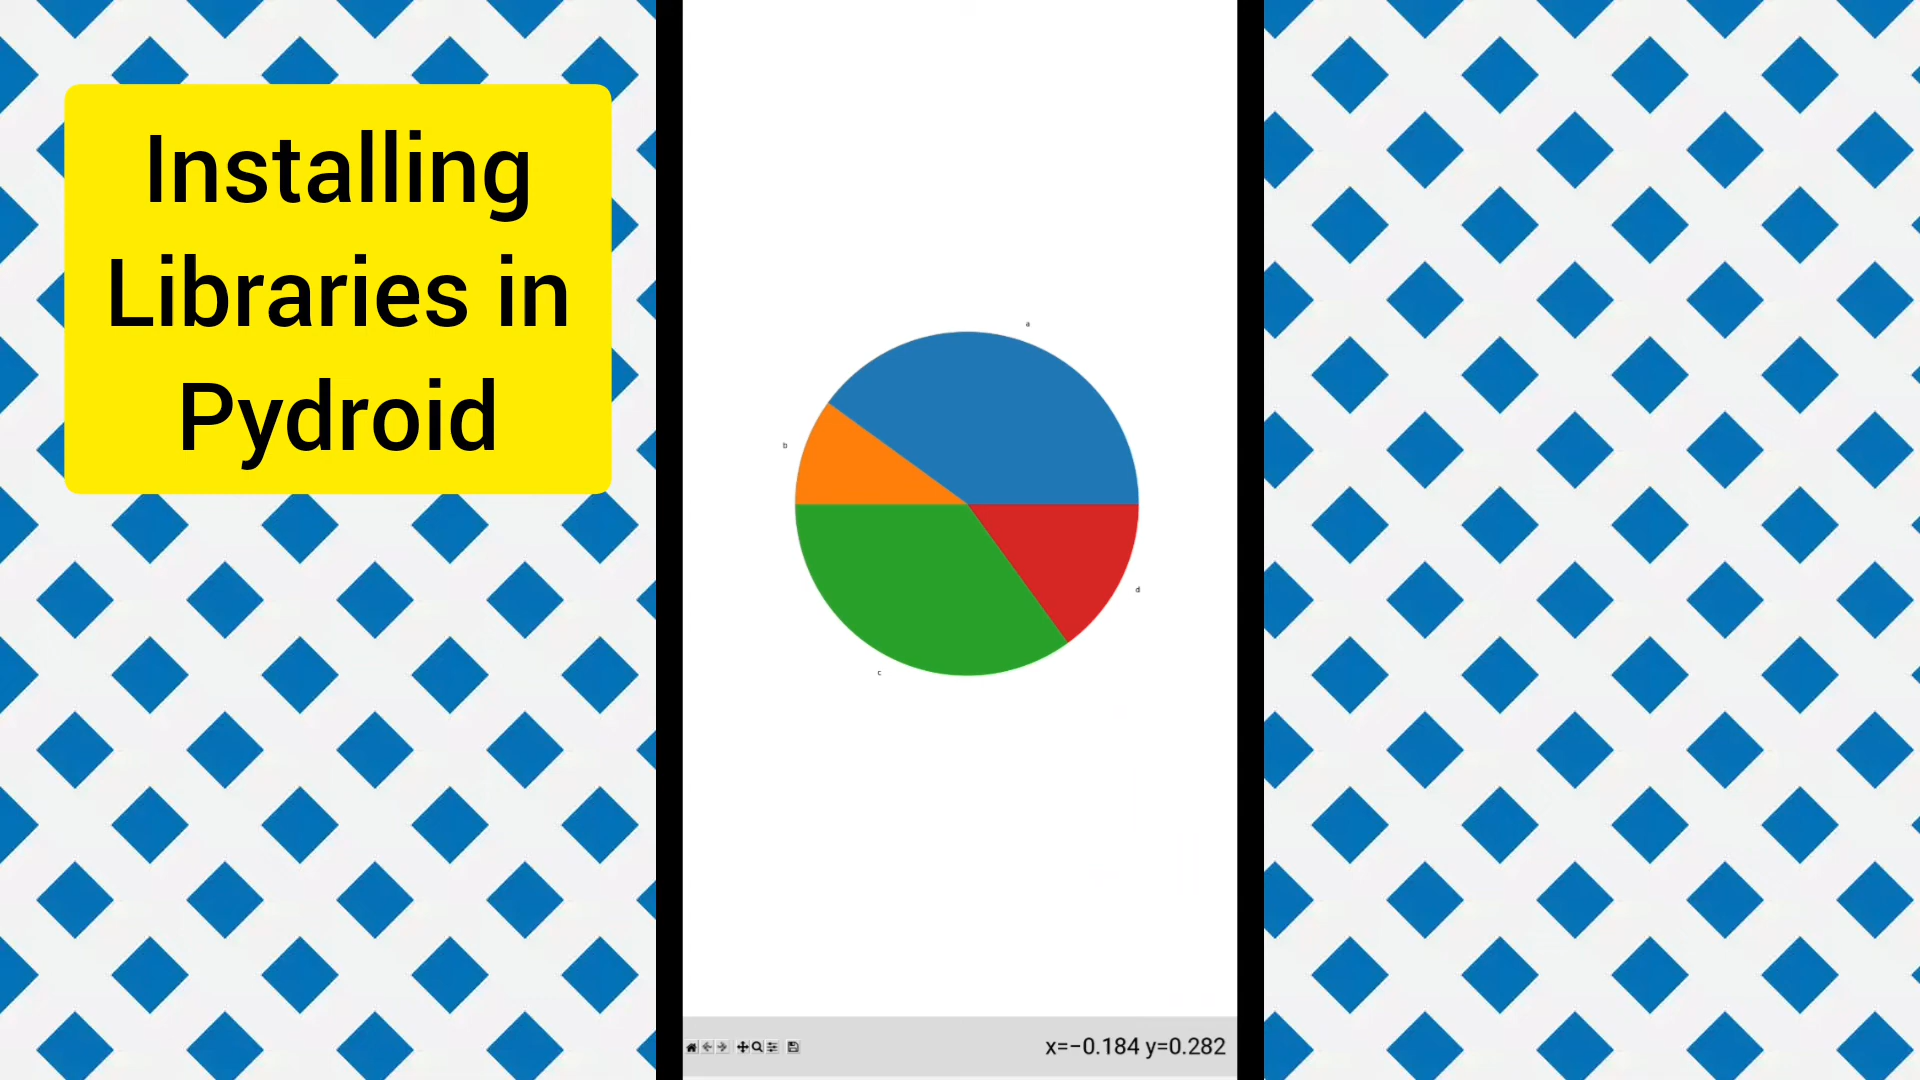 Installing
Libraries in
Pydroid
a
b
d
c
x=−0.184 y=0.282